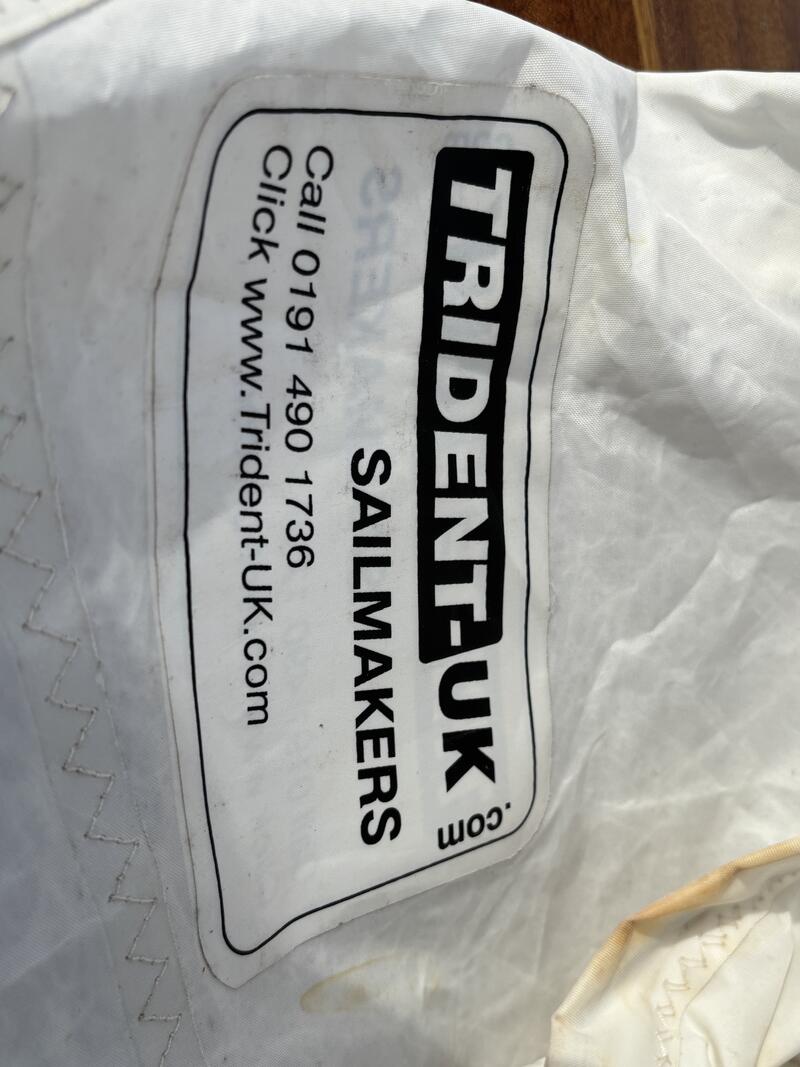 TRIDENT-UK
.com
SAILMAKERS
Call 0191 490 1736
Click www.Trident-UK.com